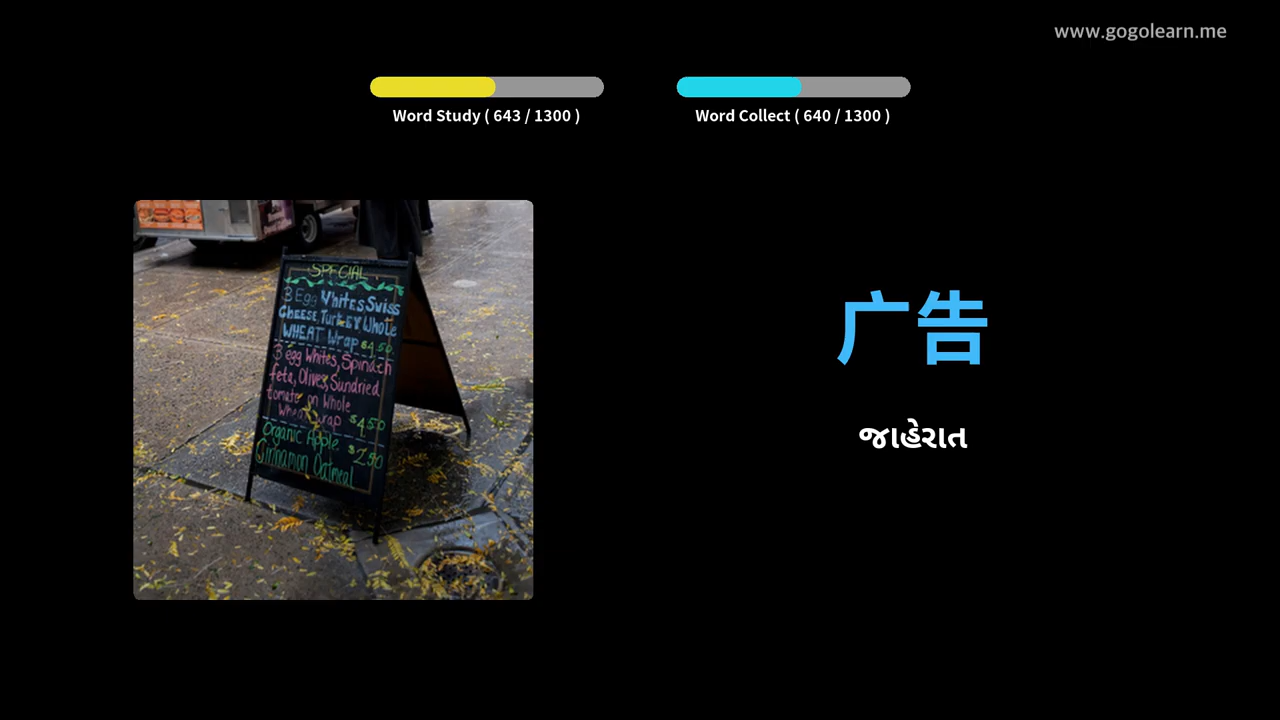 www.gogolearn.me
Word Study ( 643 / 1300 )
Word Collect ( 640 / 1300 )
SPECIAL
3 Egg Whites, Swiss
Cheese, Turkey Whole
WHEAT Wrap $4.50
3 egg Whites, Spinach
feta, Olives, Sundried
tomato on Whole
Wheat Wrap $4.50
Organic Apple
Cinnamon Oatmeal $2.50
广告
જાહેરાત